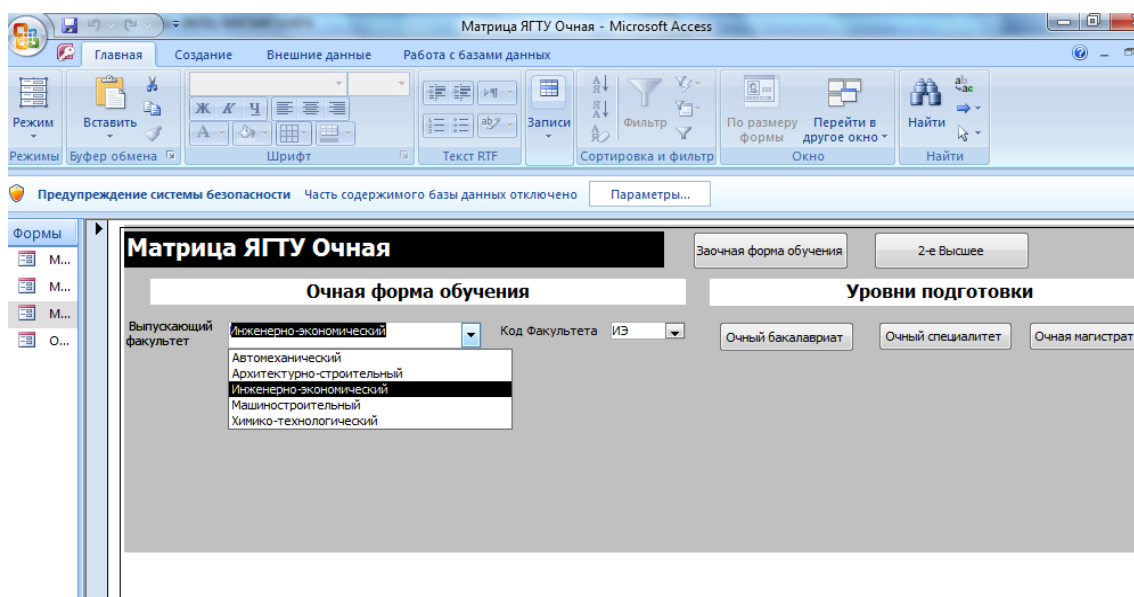 Матрица ЯГТУ Очная - Microsoft Access
Главная Создание Внешние данные Работа с базами данных
Режим Вставить Ж К Ч Записи Фильтр По размеру формы Перейти в другое окно Найти
Режимы Буфер обмена Шрифт Текст RTF Сортировка и фильтр Окно Найти
Предупреждение системы безопасности Часть содержимого базы данных отключено Параметры...
Формы
М...
М...
М...
О...
Матрица ЯГТУ Очная Заочная форма обучения 2-е Высшее
Очная форма обучения Уровни подготовки
Выпускающий факультет Инженерно-экономический Код Факультета ИЭ Очный бакалавриат Очный специалитет Очная магистрат
Автомеханический
Архитектурно-строительный
Инженерно-экономический
Машиностроительный
Химико-технологический